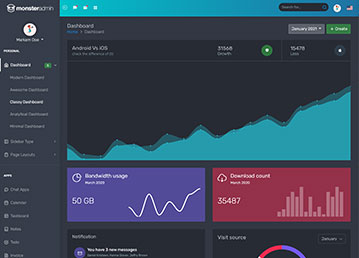 monsteradmin
Search for...
Markarn Doe
PERSONAL
Dashboard
Modern Dashboard
Awesome Dashboard
Classy Dashboard
Analytical Dashboard
Minimal Dashboard
Sidebar Type
Page Layouts
APPS
Chat Apps
Calendar
Taskboard
Notes
Todo
Dashboard
Home > Dashboard
January 2021
+ Create
Android Vs iOS
check the difference of os
31568
Growth
15478
Loss
Bandwidth usage
March 2020
50 GB
Download count
March 2020
35487
Notification
You have 3 new messages
Visit source
January